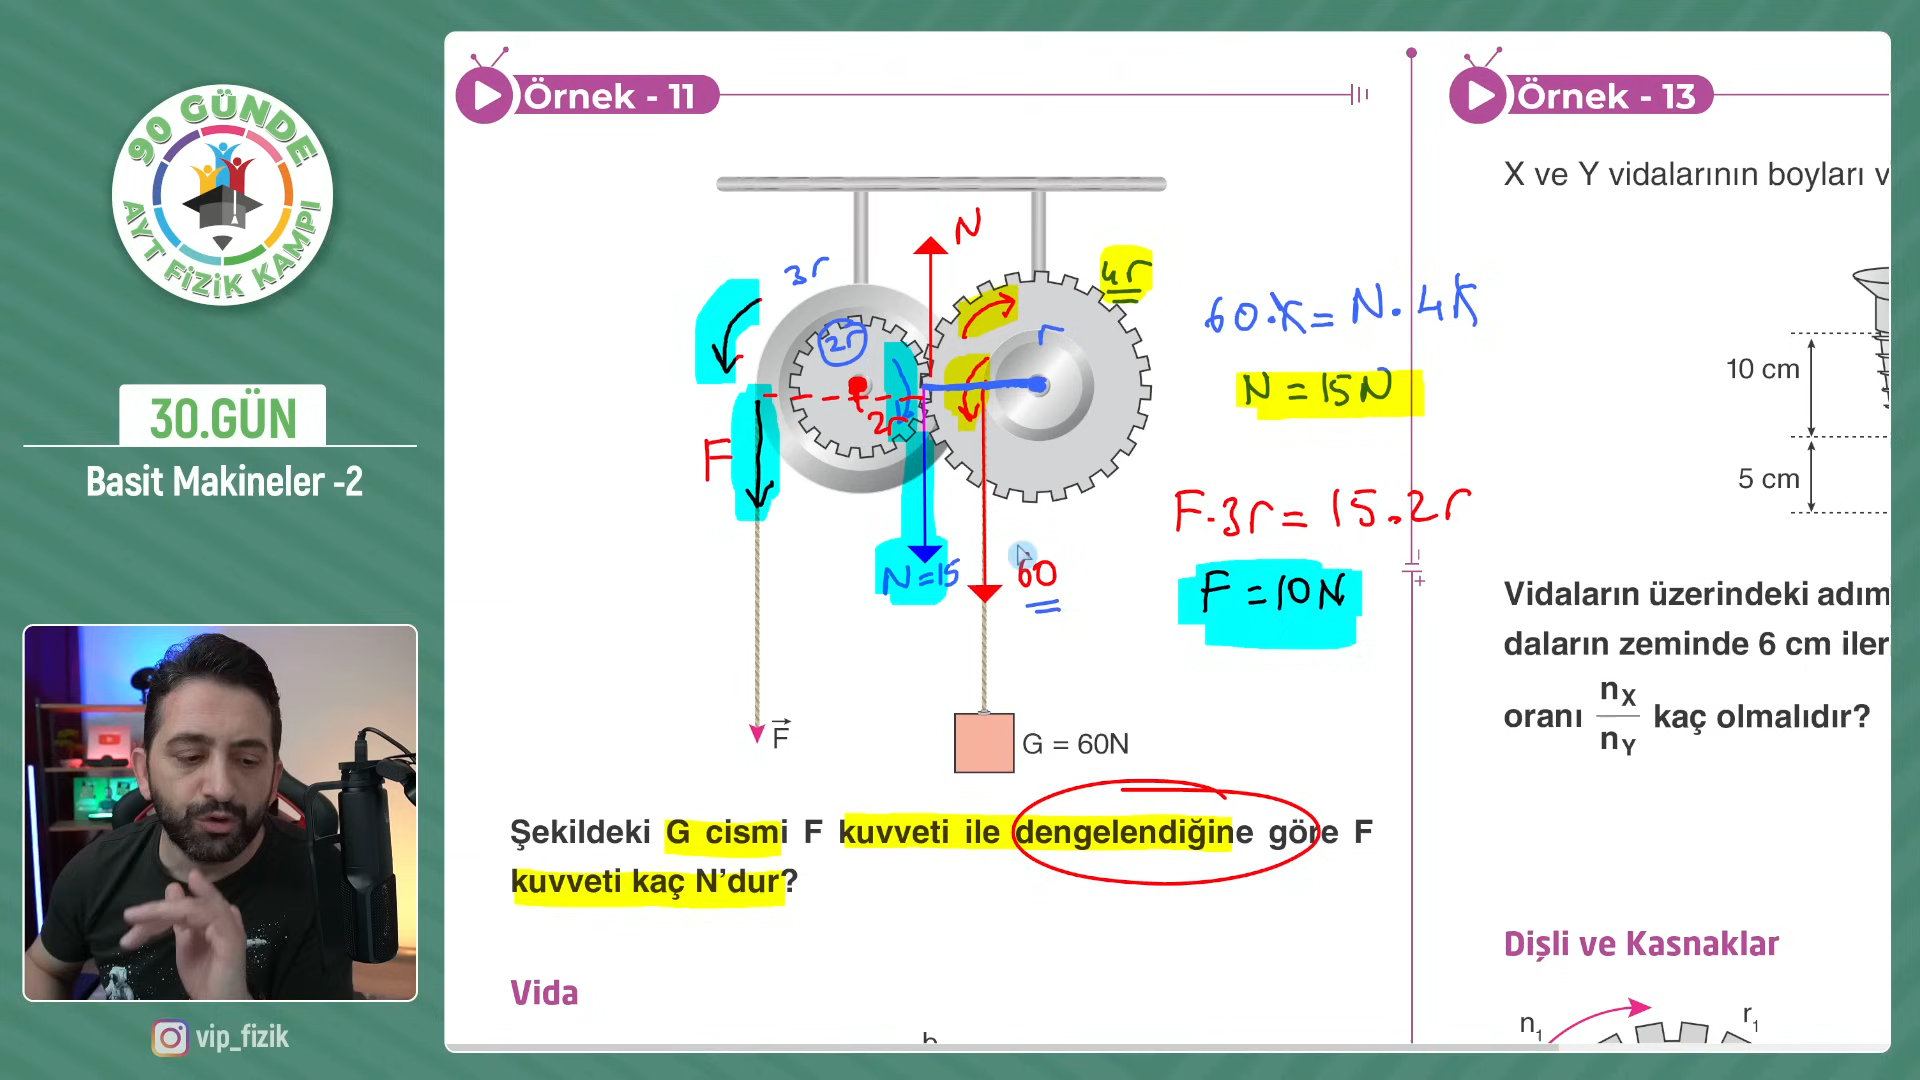 90 GÜNDE
AYT FİZİK KAMPI
30.GÜN
Basit Makineler -2
vip_fizik
Örnek - 11
N
3r
4r
2r
r
2r
F
N=15
60
F
G = 60N
60.K = N.4K
N = 15N
F.3r = 15.2r
F = 10N
Şekildeki G cismi F kuvveti ile dengelendiğine göre F
kuvveti kaç N'dur?
Vida
Örnek - 13
X ve Y vidalarının boyları v
10 cm
5 cm
Vidaların üzerindeki adım
daların zeminde 6 cm iler
oranı nX/nY kaç olmalıdır?
Dişli ve Kasnaklar
n1
r1